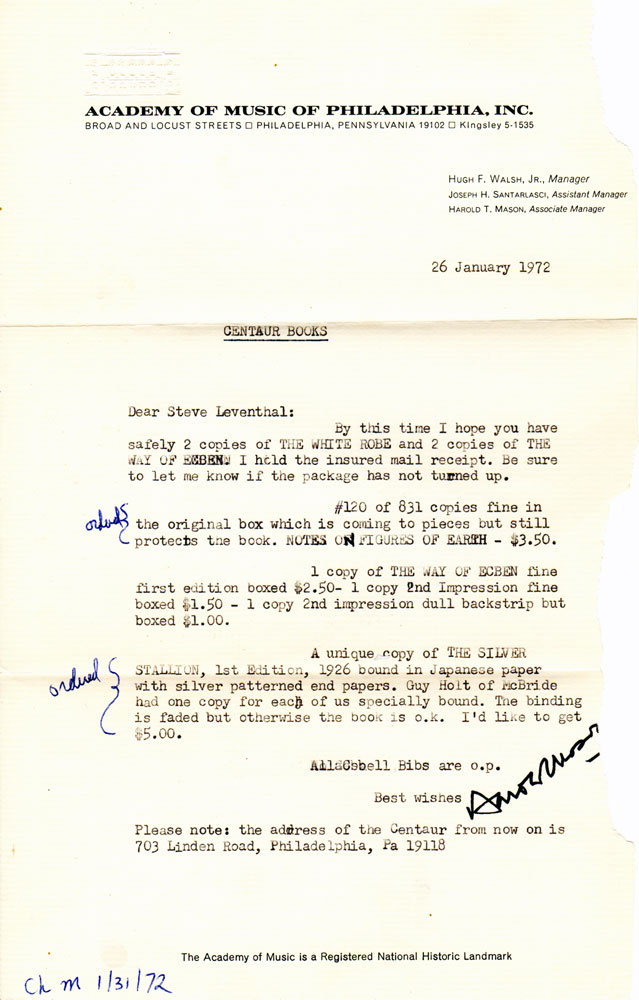 ACADEMY OF MUSIC OF PHILADELPHIA, INC.
BROAD AND LOCUST STREETS □ PHILADELPHIA, PENNSYLVANIA 19102 □ KIngsley 5-1535
HUGH F. WALSH, JR., Manager
JOSEPH H. SANTARLASCI, Assistant Manager
HAROLD T. MASON, Associate Manager
26 January 1972
CENTAUR BOOKS
Dear Steve Leventhal:
By this time I hope you have
safely 2 copies of THE WHITE ROBE and 2 copies of THE
WAY OF ECBEN. I hold the insured mail receipt. Be sure
to let me know if the package has not turned up.
#120 of 831 copies fine in
ordered the original box which is coming to pieces but still
protects the book. NOTES ON FIGURES OF EARTH - $3.50.
1 copy of THE WAY OF ECBEN fine
first edition boxed $2.50- 1 copy 2nd Impression fine
boxed $1.50 - 1 copy 2nd impression dull backstrip but
boxed $1.00.
A unique copy of THE SILVER
ordered STALLION, 1st Edition, 1926 bound in Japanese paper
with silver patterned end papers. Guy Holt of McBride
had one copy for each of us specially bound. The binding
is faded but otherwise the book is o.k. I'd like to get
$5.00.
All Cabell Bibs are o.p.
Best wishes
Please note: the address of the Centaur from now on is
703 Linden Road, Philadelphia, Pa 19118
The Academy of Music is a Registered National Historic Landmark
Ch M 1/31/72